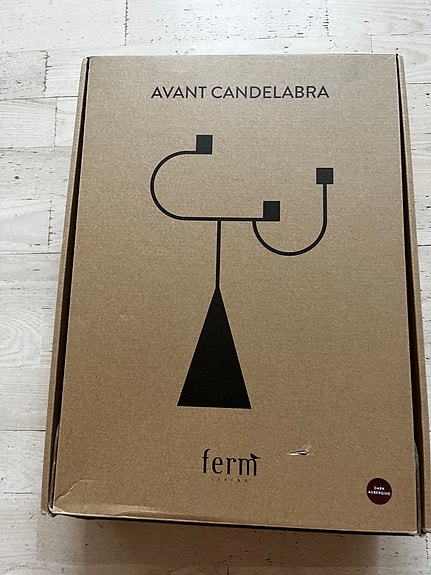 AVANT CANDELABRA
ferm
LIVING
DARK
AUBERGINE